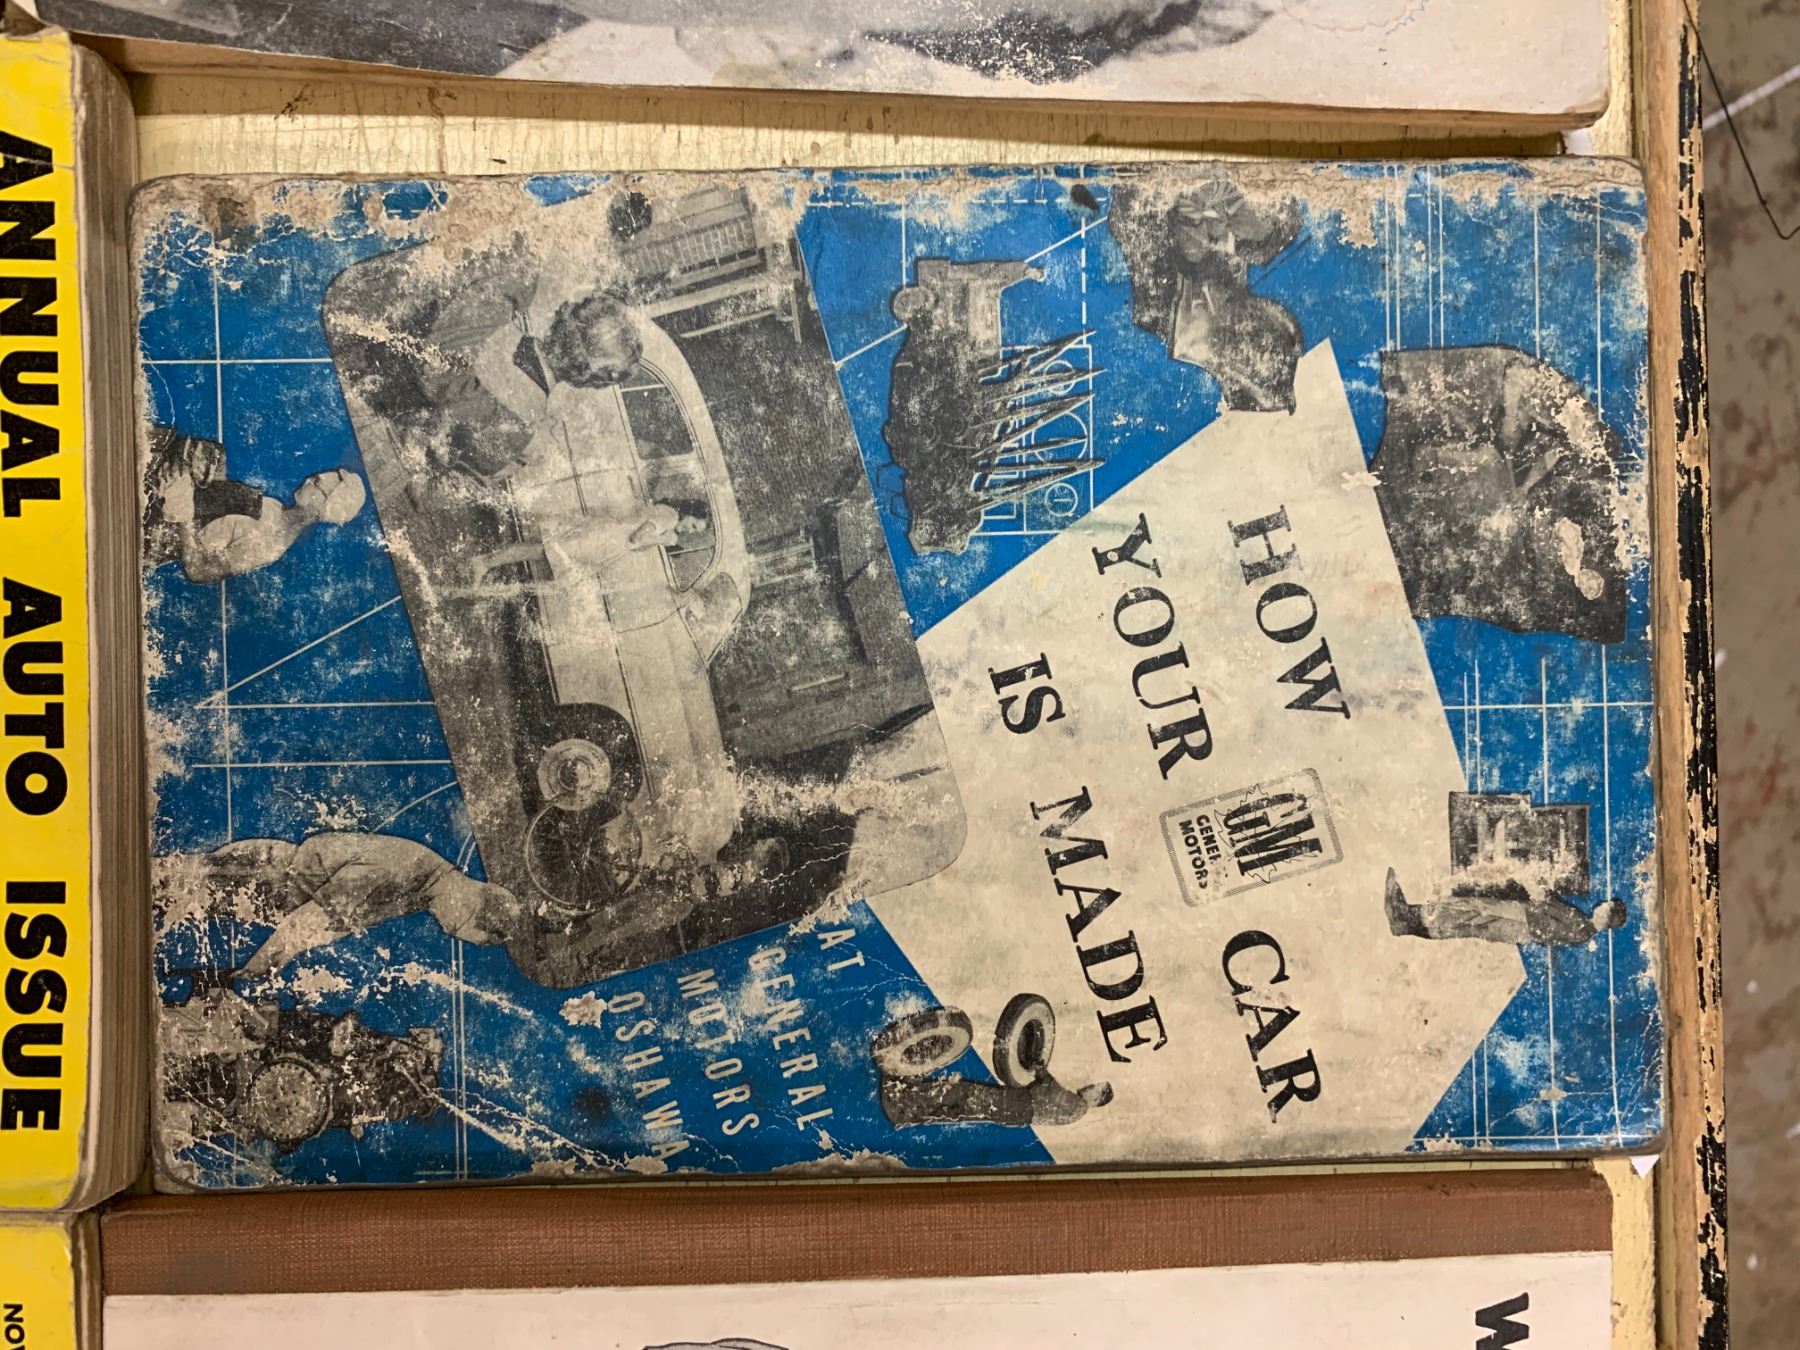 HOW
YOUR GM CAR
GENERAL
MOTORS
IS MADE
AT
GENERAL
MOTORS
OSHAWA
ANNUAL AUTO ISSUE